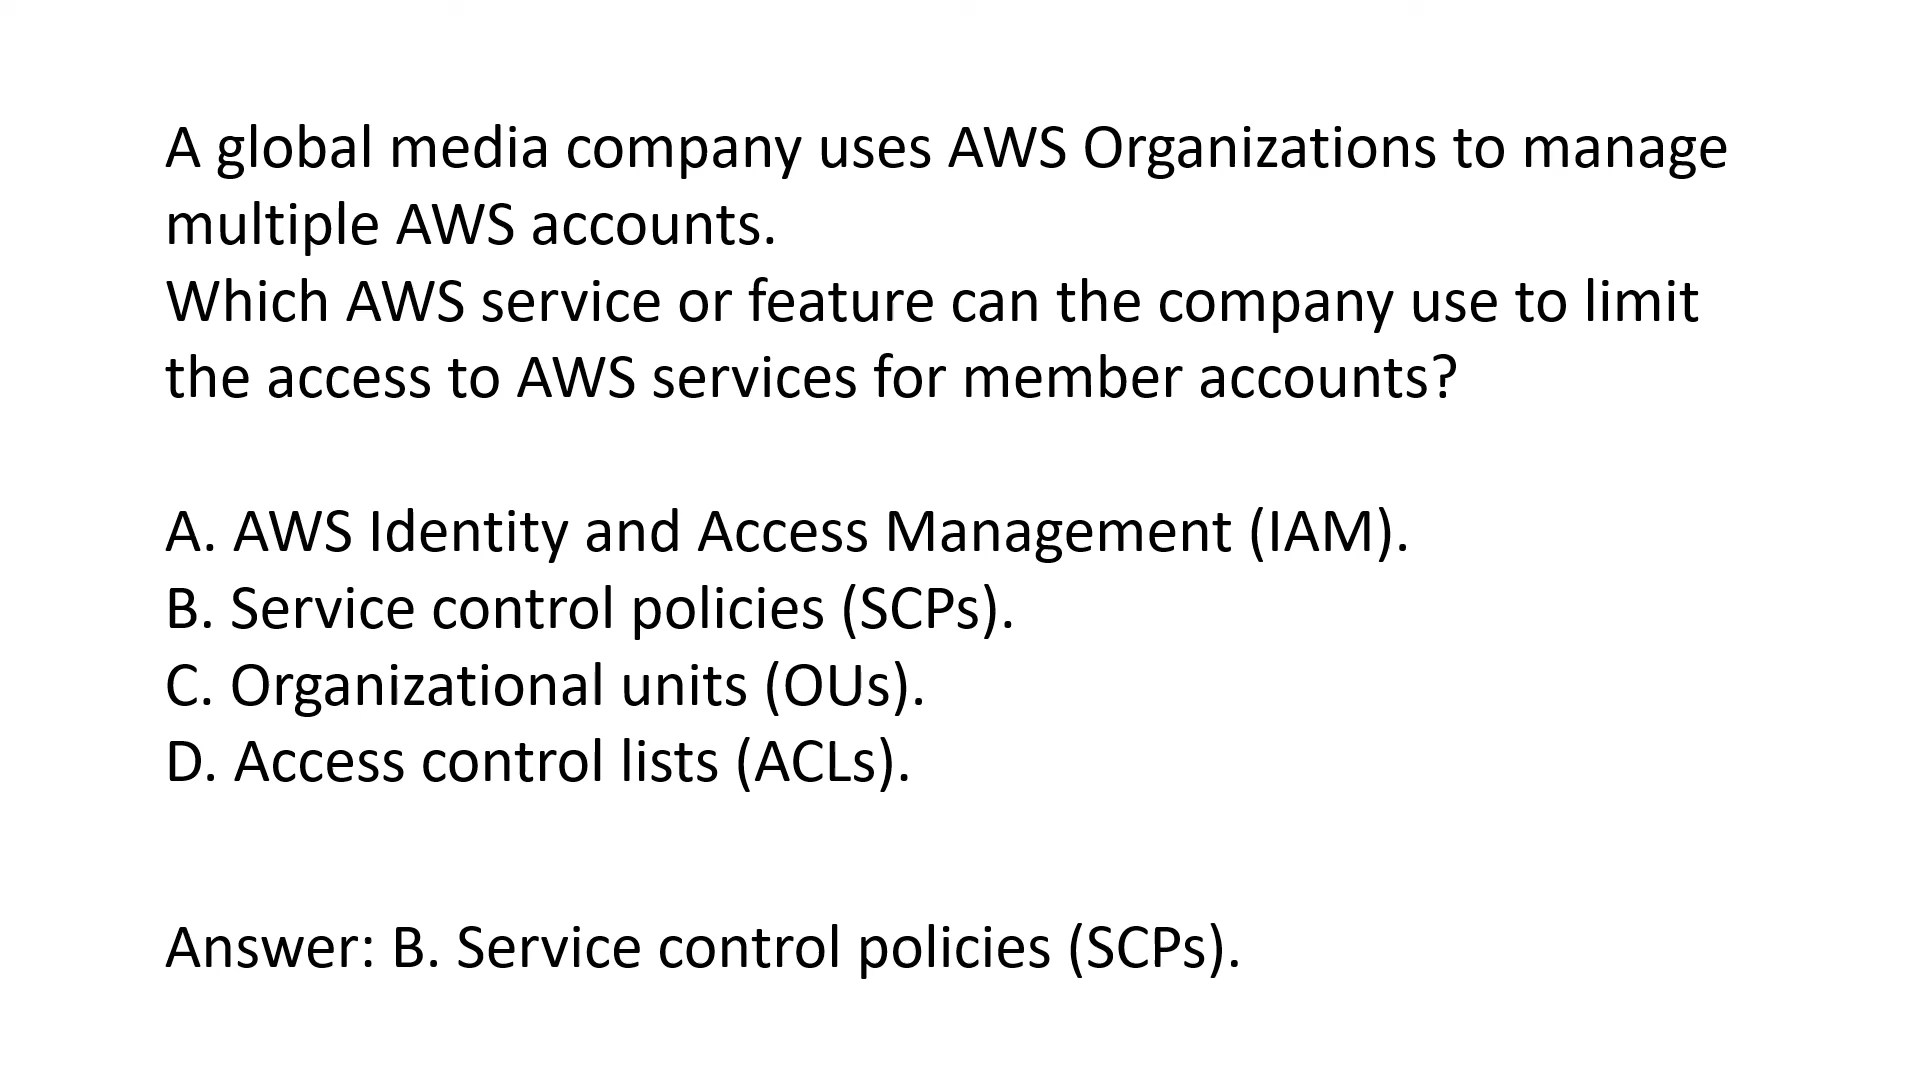 A global media company uses AWS Organizations to manage
multiple AWS accounts.
Which AWS service or feature can the company use to limit
the access to AWS services for member accounts?
A. AWS Identity and Access Management (IAM).
B. Service control policies (SCPs).
C. Organizational units (OUs).
D. Access control lists (ACLs).
Answer: B. Service control policies (SCPs).